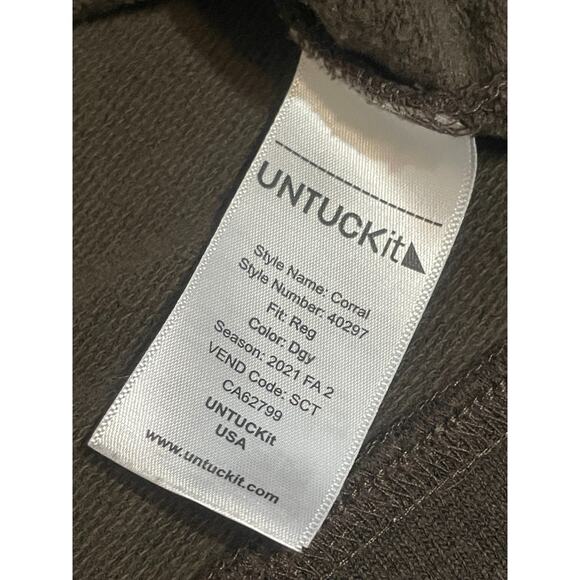 UNTUCKit
Style Name: Corral
Style Number: 40297
Fit: Reg
Color: Dgy
Season: 2021 FA 2
VEND Code: SCT
CA62799
UNTUCKit
USA
www.untuckit.com